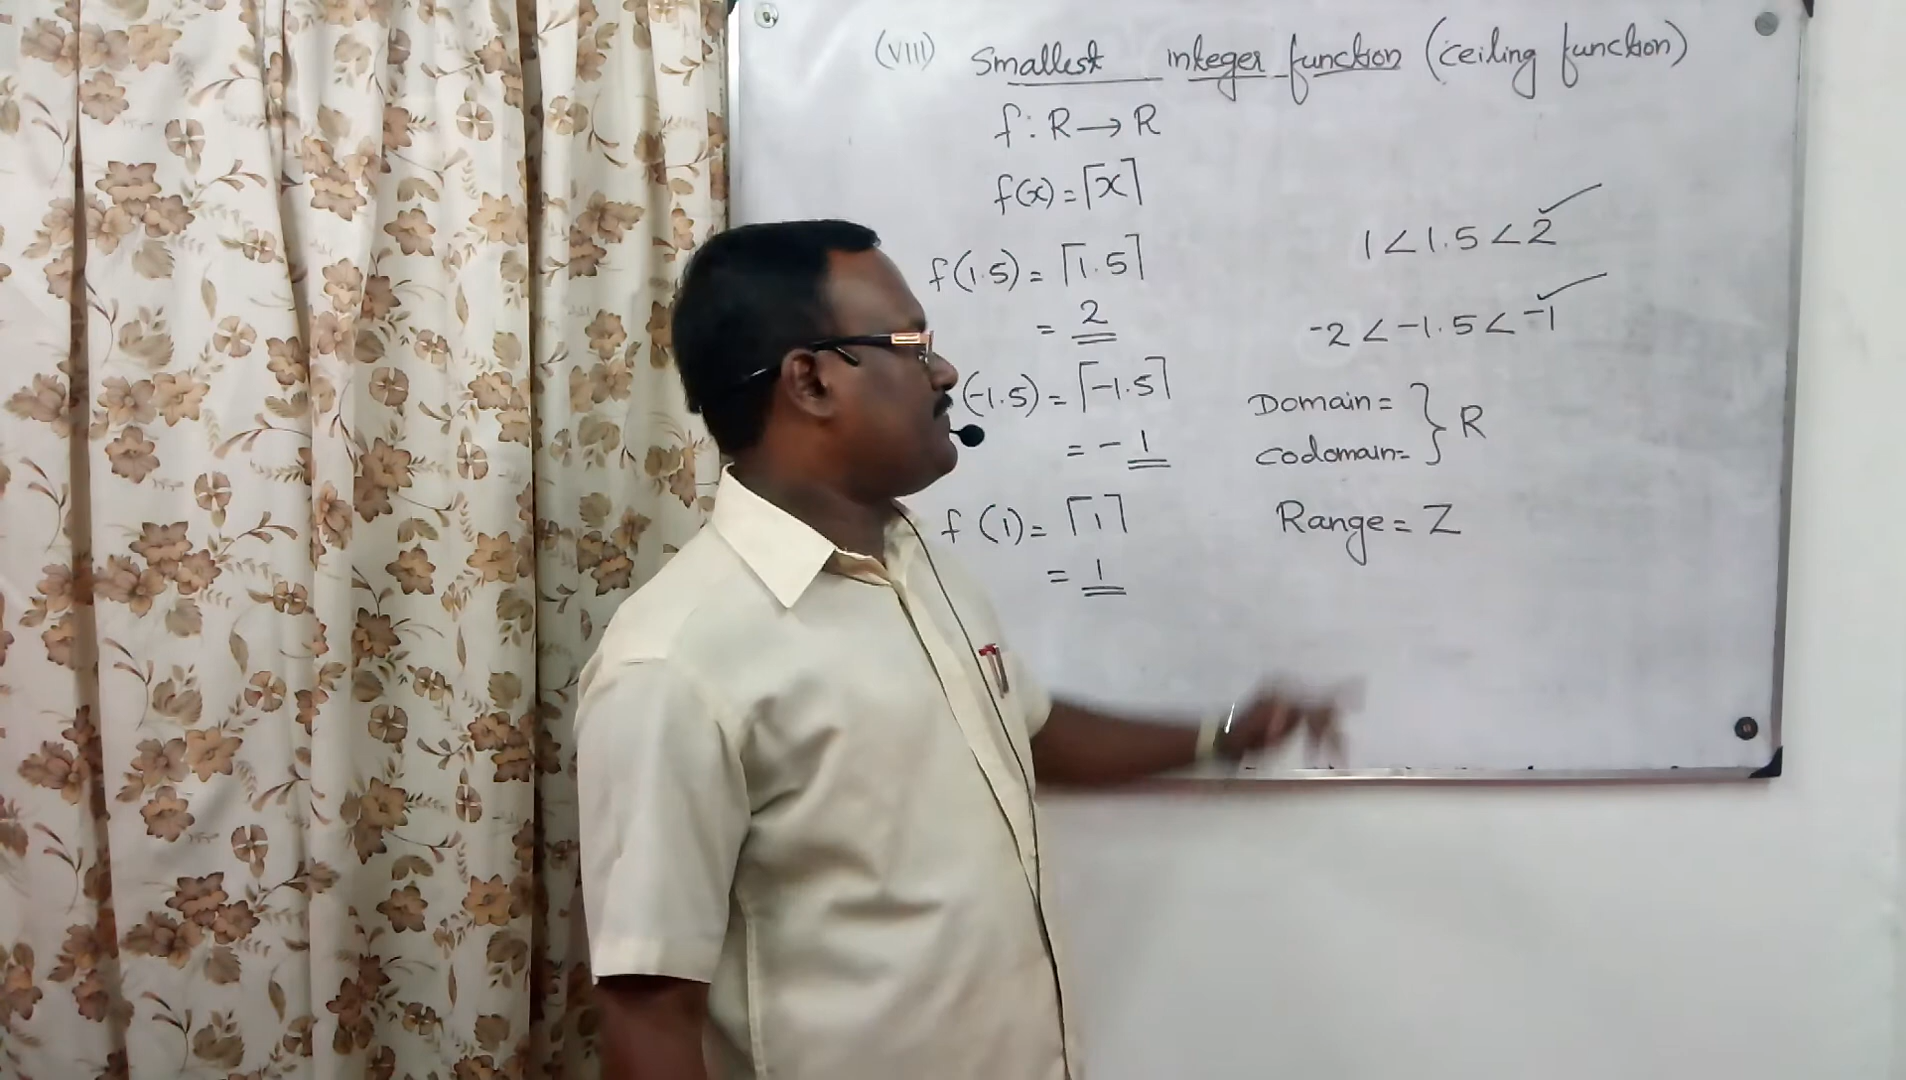 (VIII) Smallest integer function (ceiling function)
f : R → R
f(x) = ⌈x⌉
f(1.5) = ⌈1.5⌉
= 2
(-1.5) = ⌈-1.5⌉
= -1
f(1) = ⌈1⌉
= 1
1 < 1.5 < 2 ✓
-2 < -1.5 < -1 ✓
Domain = } R
codomain = }
Range = Z